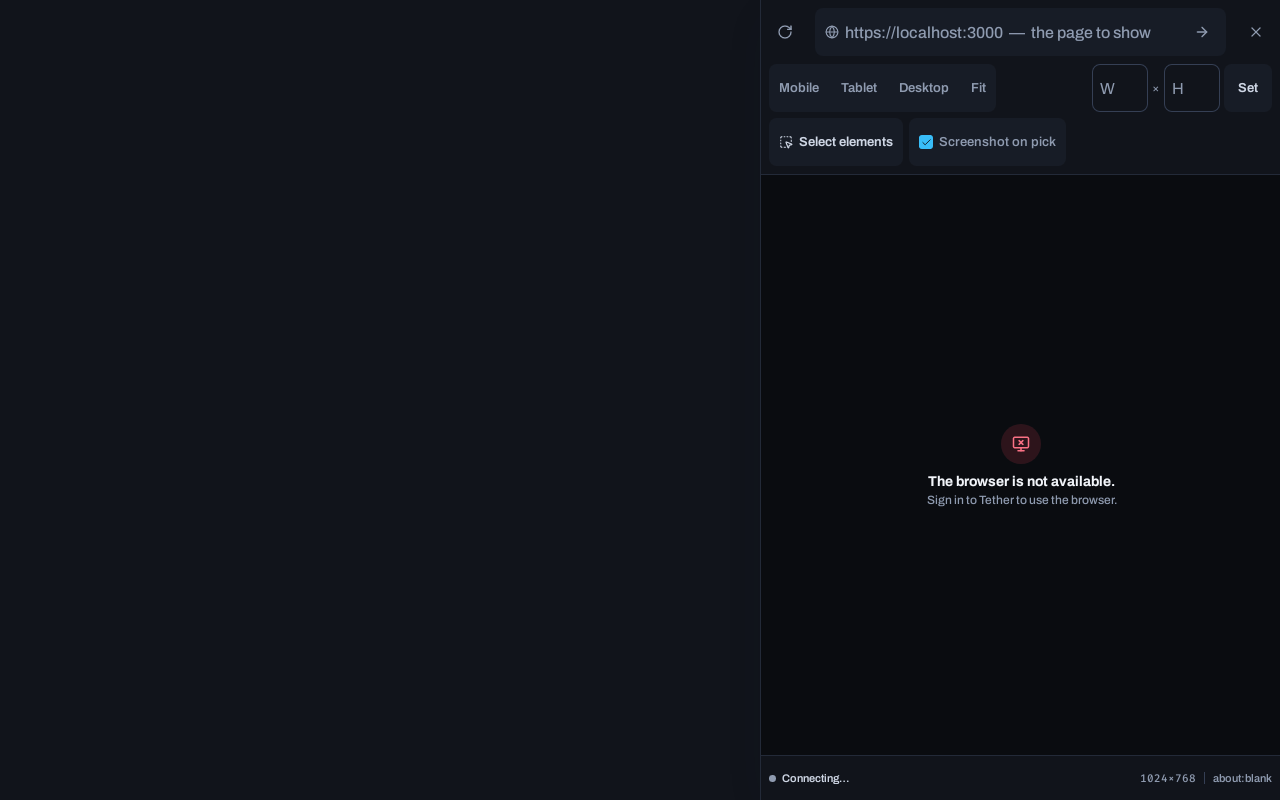 https://localhost:3000 — the page to show
Mobile Tablet Desktop Fit W × H Set
Select elements Screenshot on pick
The browser is not available.
Sign in to Tether to use the browser.
Connecting... 1024×768 about:blank